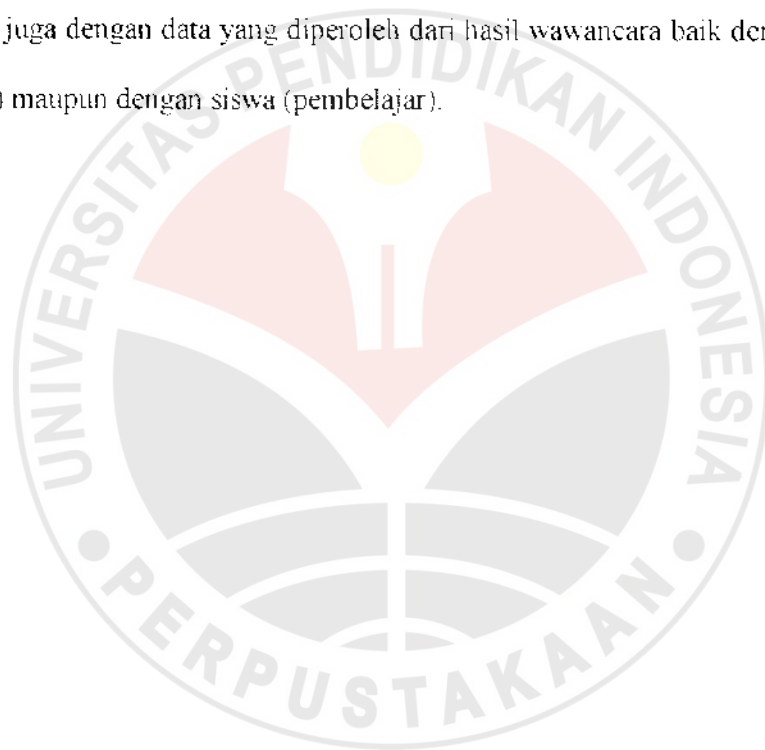 juga dengan data yang diperoleh dari hasil wawancara baik
maupun dengan siswa (pembelajar).
UNIVERSITAS PENDIDIKAN INDONESIA
PERPUSTAKAAN